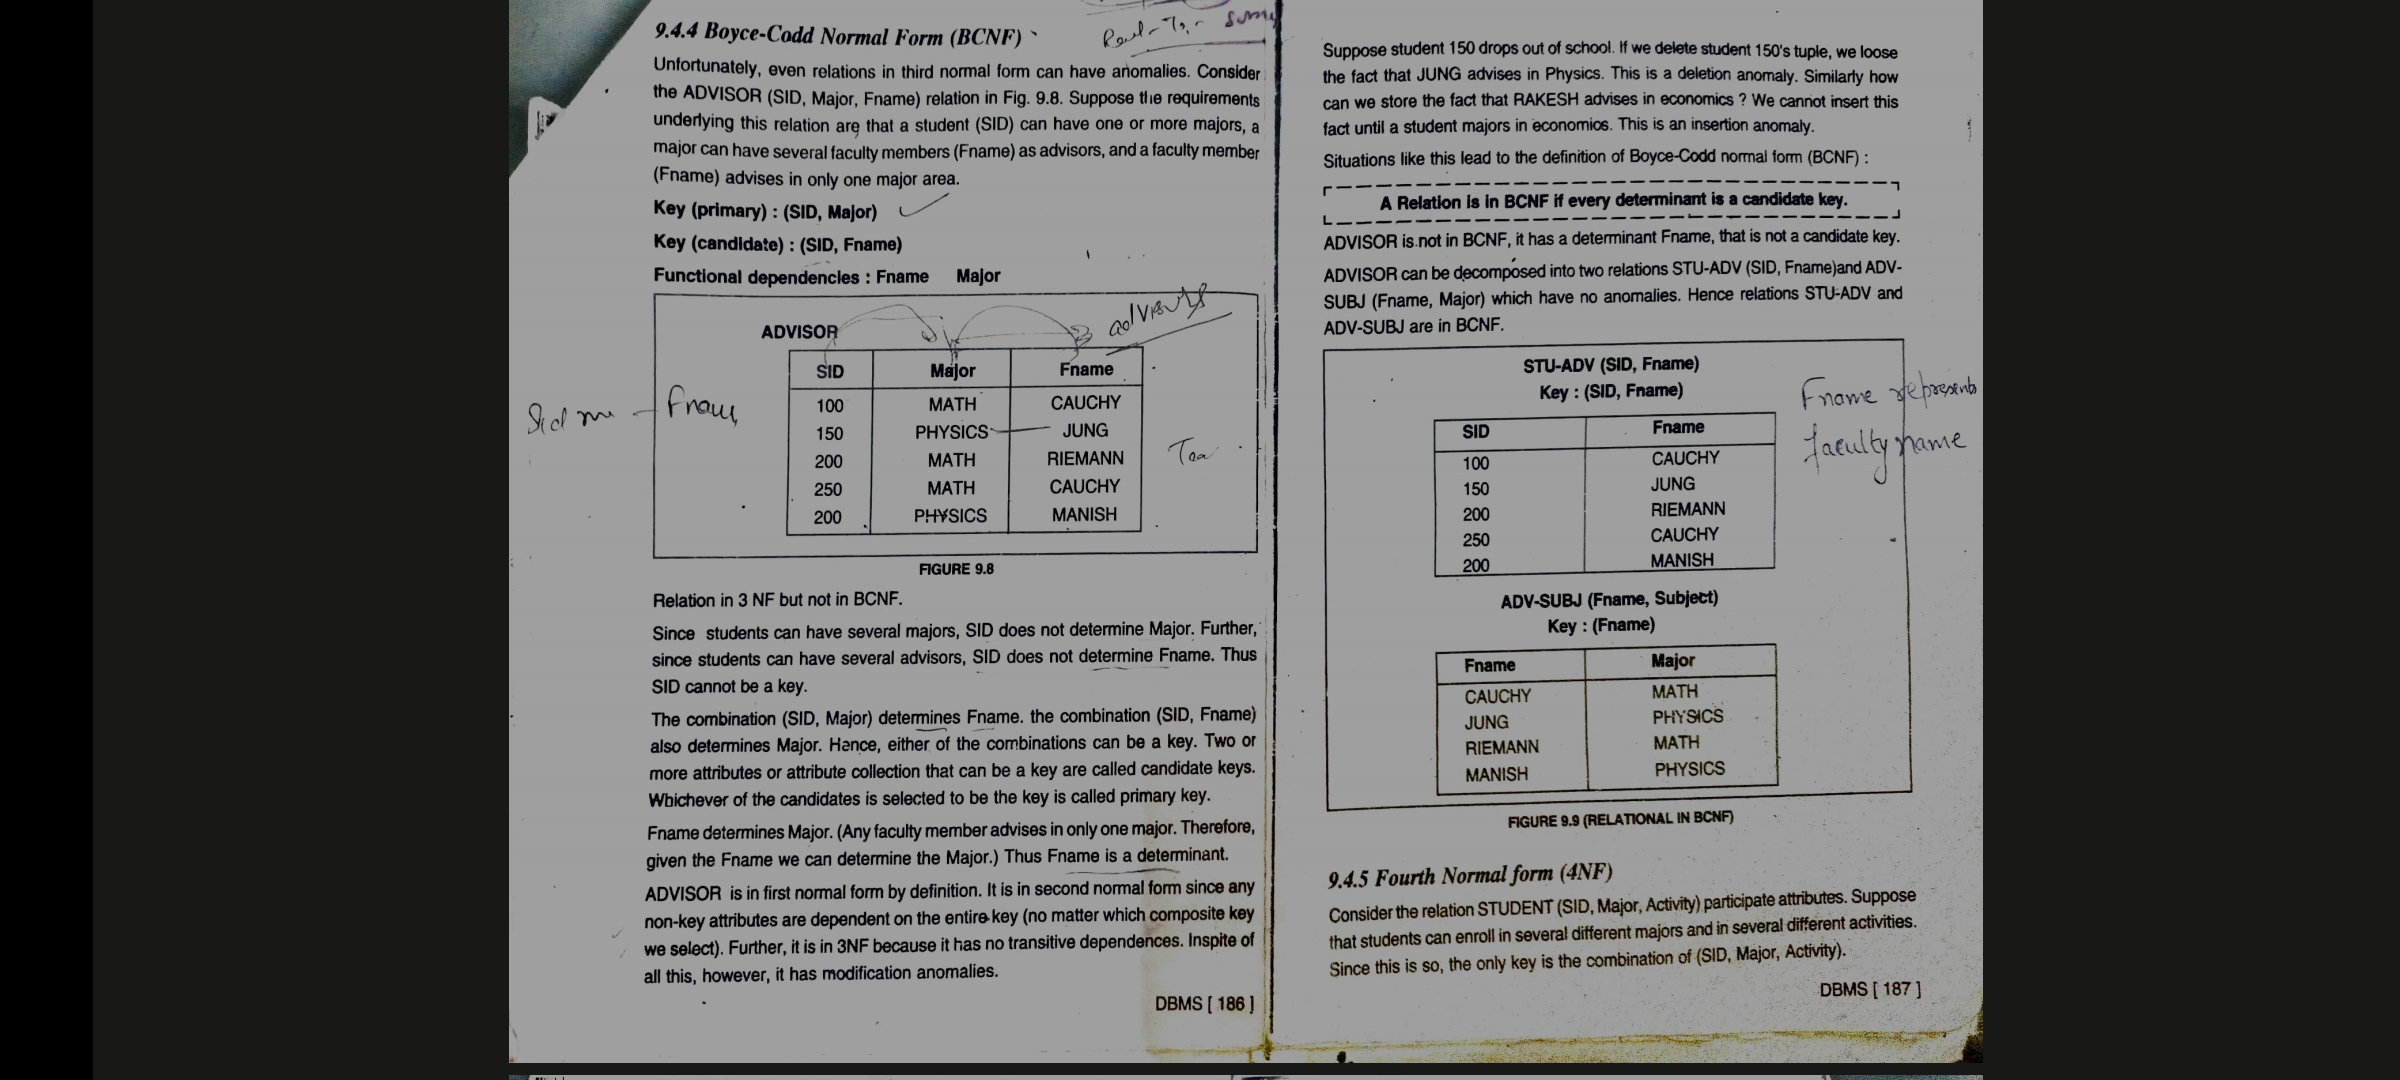 9.4.4 Boyce-Codd Normal Form (BCNF)
Unfortunately, even relations in third normal form can have anomalies. Consider
the ADVISOR (SID, Major, Fname) relation in Fig. 9.8. Suppose the requirements
underlying this relation are that a student (SID) can have one or more majors, a
major can have several faculty members (Fname) as advisors, and a faculty member
(Fname) advises in only one major area.
Key (primary) : (SID, Major)
Key (candidate) : (SID, Fname)
Functional dependencies : Fname Major
advisors
ADVISOR
SID Major Fname
100 MATH CAUCHY
150 PHYSICS JUNG
200 MATH RIEMANN
250 MATH CAUCHY
200 PHYSICS MANISH
FIGURE 9.8
Relation in 3 NF but not in BCNF.
Since students can have several majors, SID does not determine Major. Further,
since students can have several advisors, SID does not determine Fname. Thus
SID cannot be a key.
The combination (SID, Major) determines Fname. the combination (SID, Fname)
also determines Major. Hence, either of the combinations can be a key. Two or
more attributes or attribute collection that can be a key are called candidate keys.
Whichever of the candidates is selected to be the key is called primary key.
Fname determines Major. (Any faculty member advises in only one major. Therefore,
given the Fname we can determine the Major.) Thus Fname is a determinant.
ADVISOR is in first normal form by definition. It is in second normal form since any
non-key attributes are dependent on the entire key (no matter which composite key
we select). Further, it is in 3NF because it has no transitive dependences. Inspite of
all this, however, it has modification anomalies.
DBMS [ 186 ]
Suppose student 150 drops out of school. If we delete student 150's tuple, we loose
the fact that JUNG advises in Physics. This is a deletion anomaly. Similarly how
can we store the fact that RAKESH advises in economics ? We cannot insert this
fact until a student majors in economics. This is an insertion anomaly.
Situations like this lead to the definition of Boyce-Codd normal form (BCNF) :
A Relation is in BCNF if every determinant is a candidate key.
ADVISOR is not in BCNF, it has a determinant Fname, that is not a candidate key.
ADVISOR can be decomposed into two relations STU-ADV (SID, Fname)and ADV-
SUBJ (Fname, Major) which have no anomalies. Hence relations STU-ADV and
ADV-SUBJ are in BCNF.
STU-ADV (SID, Fname)
Key : (SID, Fname)
SID Fname
100 CAUCHY
150 JUNG
200 RIEMANN
250 CAUCHY
200 MANISH
Fname represents
faculty name
ADV-SUBJ (Fname, Subject)
Key : (Fname)
Fname Major
CAUCHY MATH
JUNG PHYSICS
RIEMANN MATH
MANISH PHYSICS
FIGURE 9.9 (RELATIONAL IN BCNF)
9.4.5 Fourth Normal form (4NF)
Consider the relation STUDENT (SID, Major, Activity) participate attributes. Suppose
that students can enroll in several different majors and in several different activities.
Since this is so, the only key is the combination of (SID, Major, Activity).
DBMS [ 187 ]